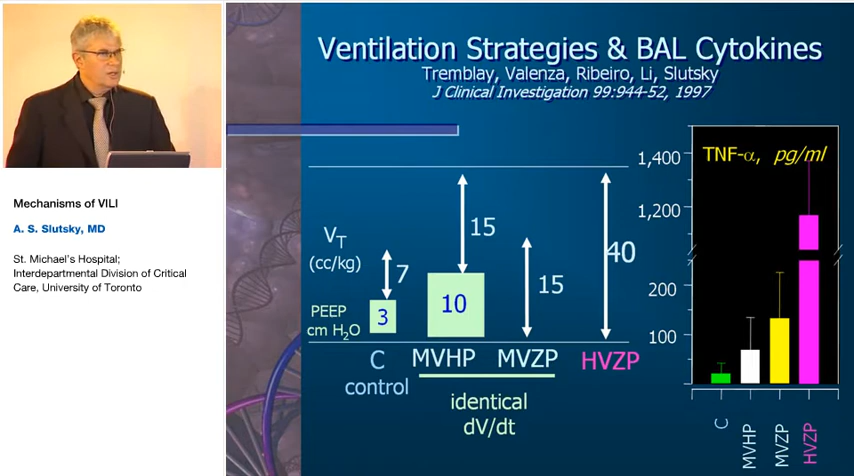 Ventilation Strategies & BAL Cytokines
Tremblay, Valenza, Ribeiro, Li, Slutsky
J Clinical Investigation 99:944-52, 1997
Mechanisms of VILI
A. S. Slutsky, MD
St. Michael's Hospital;
Interdepartmental Division of Critical
Care, University of Toronto
VT
(cc/kg)
7
15
15
40
PEEP
cm H2O
3
10
C
control
MVHP
MVZP
HVZP
identical
dV/dt
TNF-α, pg/ml
1,400
1,200
200
100
C
MVHP
MVZP
HVZP